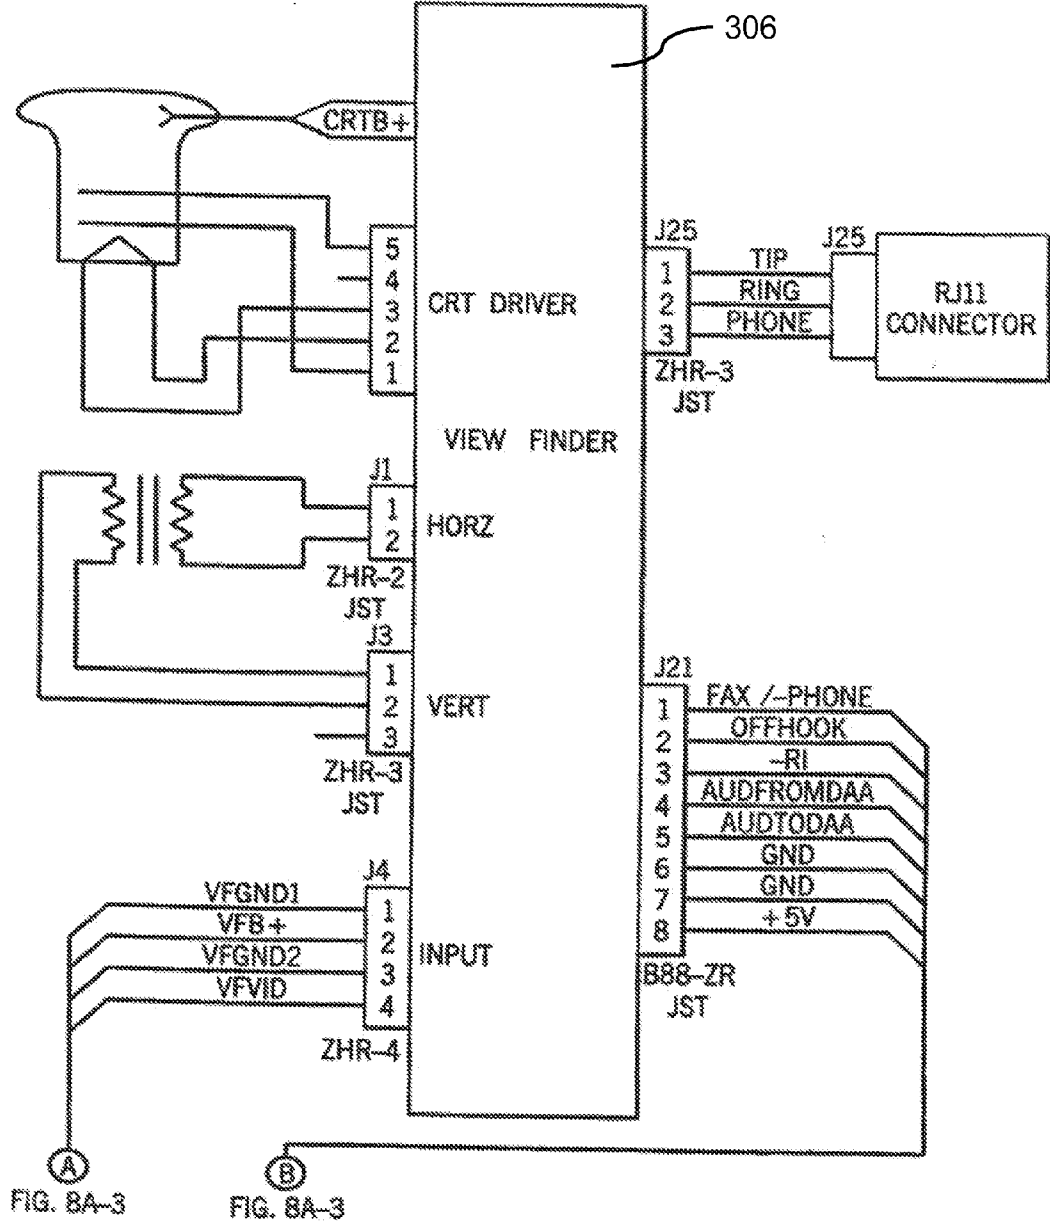 306
CRTB+
5
4
3
2
1
CRT DRIVER
J25
1
2
3
TIP
RING
PHONE
J25
RJ11
CONNECTOR
ZHR-3
JST
VIEW FINDER
J1
1
2
HORZ
ZHR-2
JST
J3
1
2
3
VERT
ZHR-3
JST
J21
1
2
3
4
5
6
7
8
FAX /-PHONE
OFFHOOK
-RI
AUDFROMDAA
AUDTODAA
GND
GND
+5V
B88-ZR
JST
J4
VFGND1
VFB+
VFGND2
VFVID
1
2
3
4
INPUT
ZHR-4
A
FIG. 8A-3
B
FIG. 8A-3